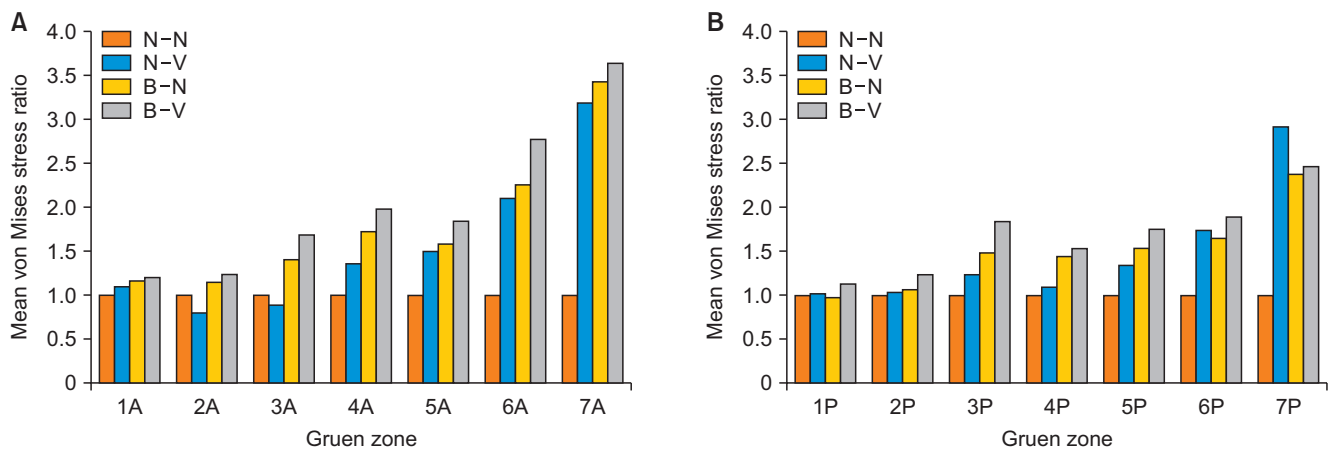 A
Mean von Mises stress ratio
4.0
3.5
3.0
2.5
2.0
1.5
1.0
0.5
0
N−N
N−V
B−N
B−V
1A 2A 3A 4A 5A 6A 7A
Gruen zone
B
Mean von Mises stress ratio
4.0
3.5
3.0
2.5
2.0
1.5
1.0
0.5
0
N−N
N−V
B−N
B−V
1P 2P 3P 4P 5P 6P 7P
Gruen zone